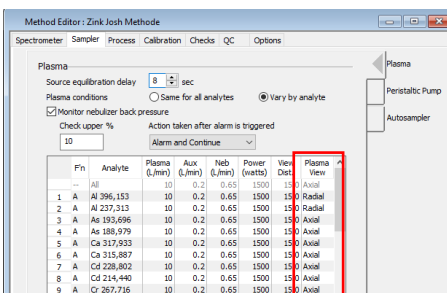 Method Editor : Zink Josh Methode
Spectrometer Sampler Process Calibration Checks QC Options
Plasma
Source equilibration delay 8 sec
Plasma conditions Same for all analytes Vary by analyte
Monitor nebulizer back pressure
Check upper % Action taken after alarm is triggered
10 Alarm and Continue
F'n Analyte Plasma (L/min) Aux (L/min) Neb (L/min) Power (watts) View Dist. Plasma View
-- All 10 0.2 0.65 1500 15.0 Axial
1 A Al 396,153 10 0.2 0.65 1500 15.0 Radial
2 A Al 237,313 10 0.2 0.65 1500 15.0 Radial
3 A As 193,696 10 0.2 0.65 1500 15.0 Axial
4 A As 188,979 10 0.2 0.65 1500 15.0 Axial
5 A Ca 317,933 10 0.2 0.65 1500 15.0 Axial
6 A Ca 315,887 10 0.2 0.65 1500 15.0 Axial
7 A Cd 228,802 10 0.2 0.65 1500 15.0 Axial
8 A Cd 214,440 10 0.2 0.65 1500 15.0 Axial
9 A Cr 267,716 10 0.2 0.65 1500 15.0 Axial
Plasma
Peristaltic Pump
Autosampler